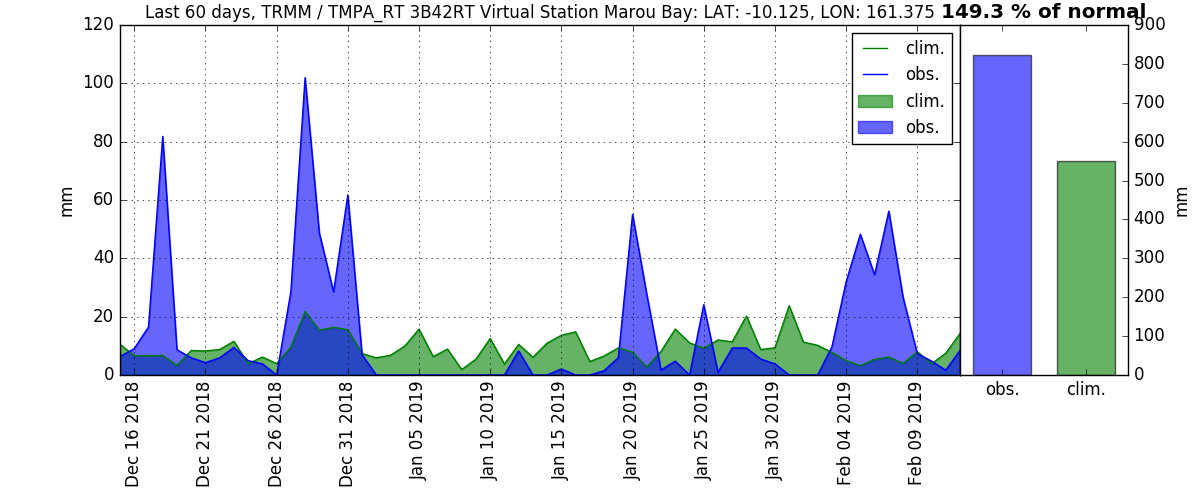 Last 60 days, TRMM / TMPA_RT 3B42RT Virtual Station Marou Bay: LAT: -10.125, LON: 161.375 149.3 % of normal
120
100
80
60
40
20
0
mm
clim.
obs.
clim.
obs.
900
800
700
600
500
400
300
200
100
0
mm
obs. clim.
Dec 16 2018
Dec 21 2018
Dec 26 2018
Dec 31 2018
Jan 05 2019
Jan 10 2019
Jan 15 2019
Jan 20 2019
Jan 25 2019
Jan 30 2019
Feb 04 2019
Feb 09 2019